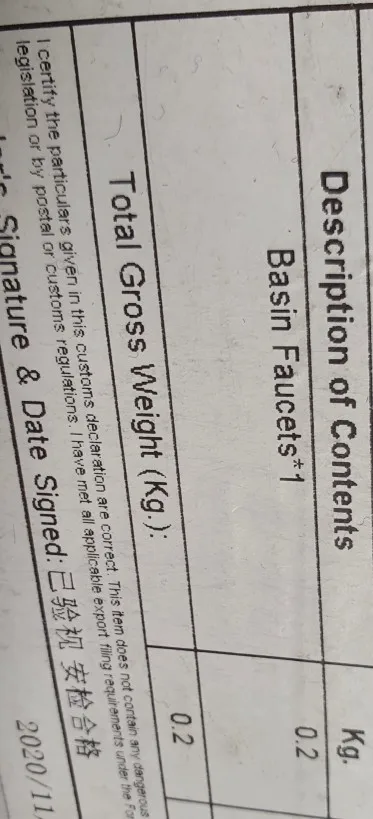 Description of Contents Kg.
Basin Faucets*1 0.2
Total Gross Weight (Kg.): 0.2
I certify the particulars given in this customs declaration are correct. This item does not contain any dangerous
legislation or by postal or customs regulations. I have met all applicable export filing requirements under the For
Signature & Date Signed: 已验视 安检合格 2020/11